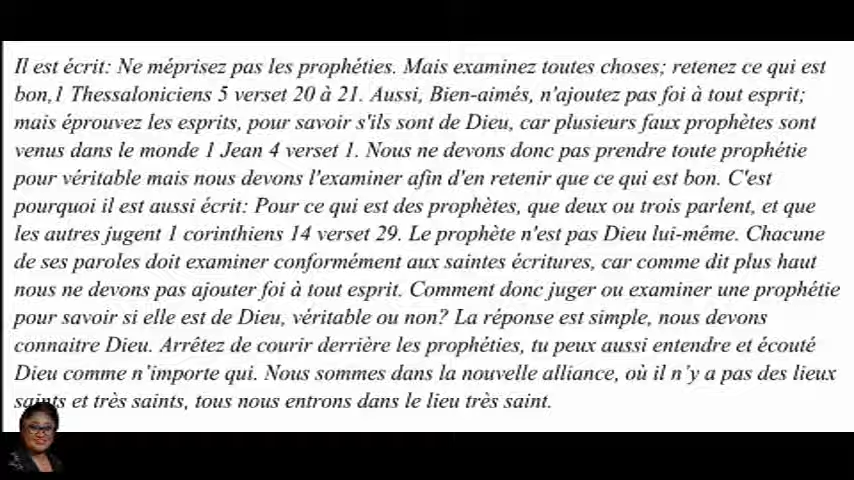 Il est écrit: Ne méprisez pas les prophéties. Mais examinez toutes choses; retenez ce qui est
bon,1 Thessaloniciens 5 verset 20 à 21. Aussi, Bien-aimés, n'ajoutez pas foi à tout esprit;
mais éprouvez les esprits, pour savoir s'ils sont de Dieu, car plusieurs faux prophètes sont
venus dans le monde 1 Jean 4 verset 1. Nous ne devons donc pas prendre toute prophétie
pour véritable mais nous devons l'examiner afin d'en retenir que ce qui est bon. C'est
pourquoi il est aussi écrit: Pour ce qui est des prophètes, que deux ou trois parlent, et que
les autres jugent 1 corinthiens 14 verset 29. Le prophète n'est pas Dieu lui-même. Chacune
de ses paroles doit examiner conformément aux saintes écritures, car comme dit plus haut
nous ne devons pas ajouter foi à tout esprit. Comment donc juger ou examiner une prophétie
pour savoir si elle est de Dieu, véritable ou non? La réponse est simple, nous devons
connaitre Dieu. Arrêtez de courir derrière les prophéties, tu peux aussi entendre et écouté
Dieu comme n'importe qui. Nous sommes dans la nouvelle alliance, où il n'y a pas des lieux
saints et très saints, tous nous entrons dans le lieu très saint.